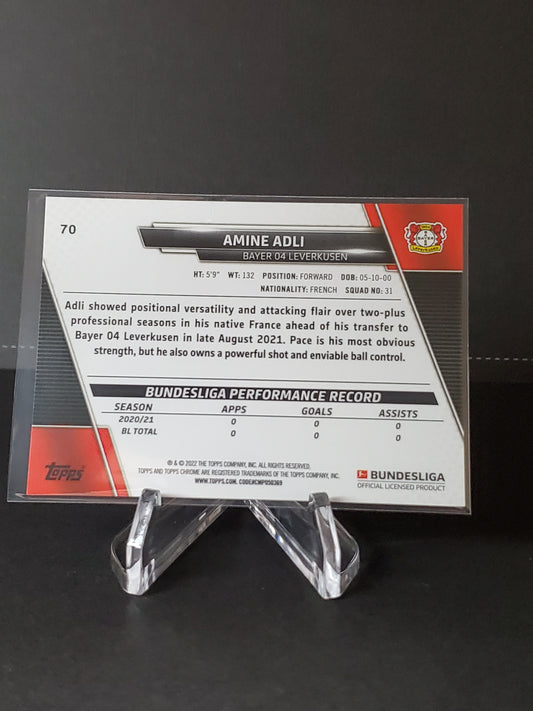 70
AMINE ADLI
BAYER 04 LEVERKUSEN
HT: 5'9" WT: 132 POSITION: FORWARD DOB: 05-10-00
NATIONALITY: FRENCH SQUAD NO: 31
Adli showed positional versatility and attacking flair over two-plus
professional seasons in his native France ahead of his transfer to
Bayer 04 Leverkusen in late August 2021. Pace is his most obvious
strength, but he also owns a powerful shot and enviable ball control.
BUNDESLIGA PERFORMANCE RECORD
SEASON APPS GOALS ASSISTS
2020/21 0 0 0
BL TOTAL 0 0 0
® & © 2022 THE TOPPS COMPANY, INC. ALL RIGHTS RESERVED.
TOPPS AND TOPPS CHROME ARE REGISTERED TRADEMARKS OF THE TOPPS COMPANY, INC.
WWW.TOPPS.COM. CODE#CMP050369
Topps
BUNDESLIGA
OFFICIAL LICENSED PRODUCT